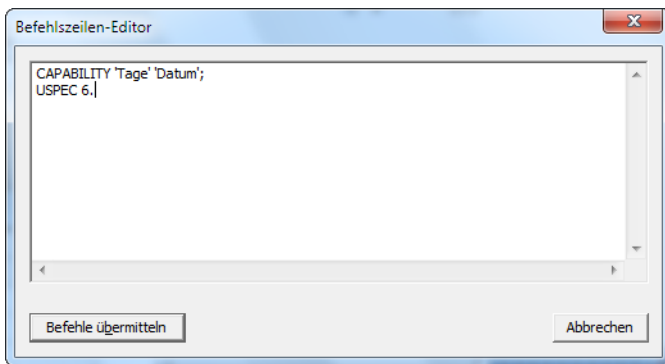 Befehlszeilen-Editor
CAPABILITY 'Tage' 'Datum';
USPEC 6.
Befehle übermitteln
Abbrechen